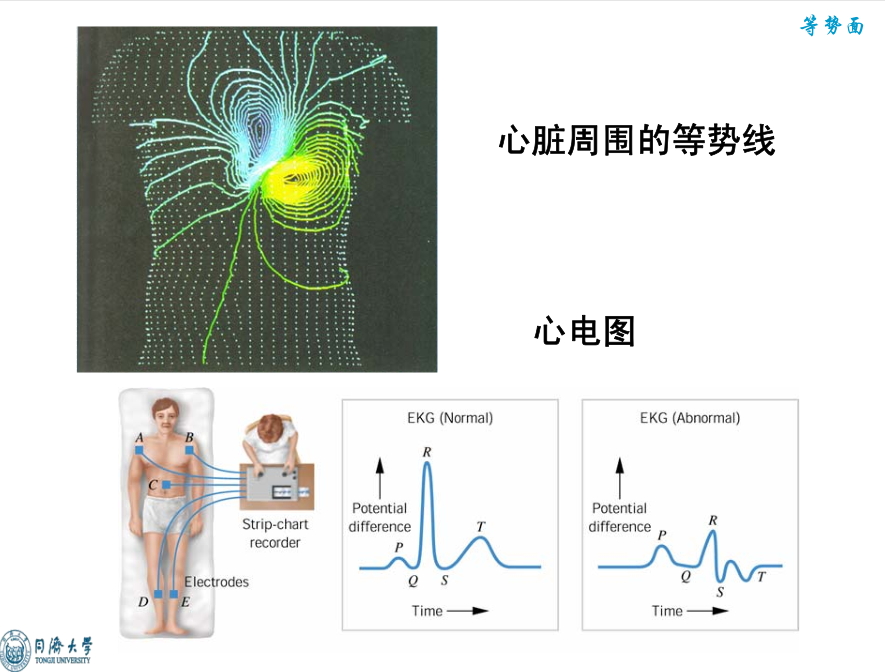 等势面
心脏周围的等势线
心电图
A
B
C
D
E
Strip-chart
recorder
Electrodes
EKG (Normal)
R
Potential
difference
P
T
Q
S
Time
EKG (Abnormal)
Potential
difference
P
R
Q
S
T
Time
同济大学
TONGJI UNIVERSITY